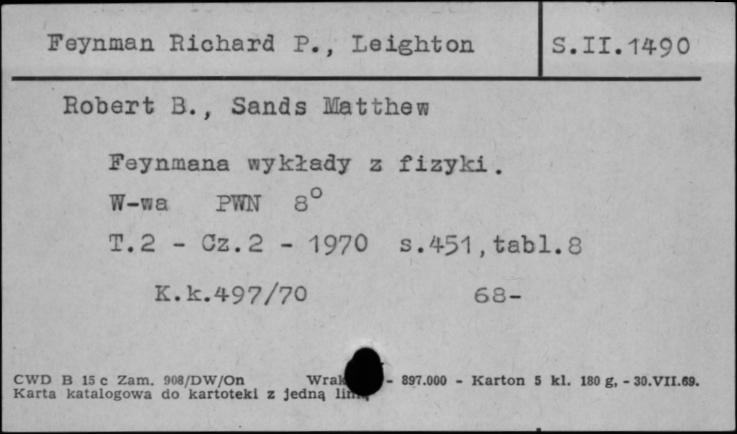 Feynman Richard P., Leighton
S.II.1490
Robert B., Sands Matthew
Feynmana wykłady z fizyki.
W-wa PWN 8°
T.2 - Cz.2 - 1970 s.451,tabl.8
K.k.497/70 68-
CWD B 15 c Zam. 908/DW/On - 897.000 - Karton 5 kl. 180 g, - 30.VII.69.
Karta katalogowa do kartoteki z jedną